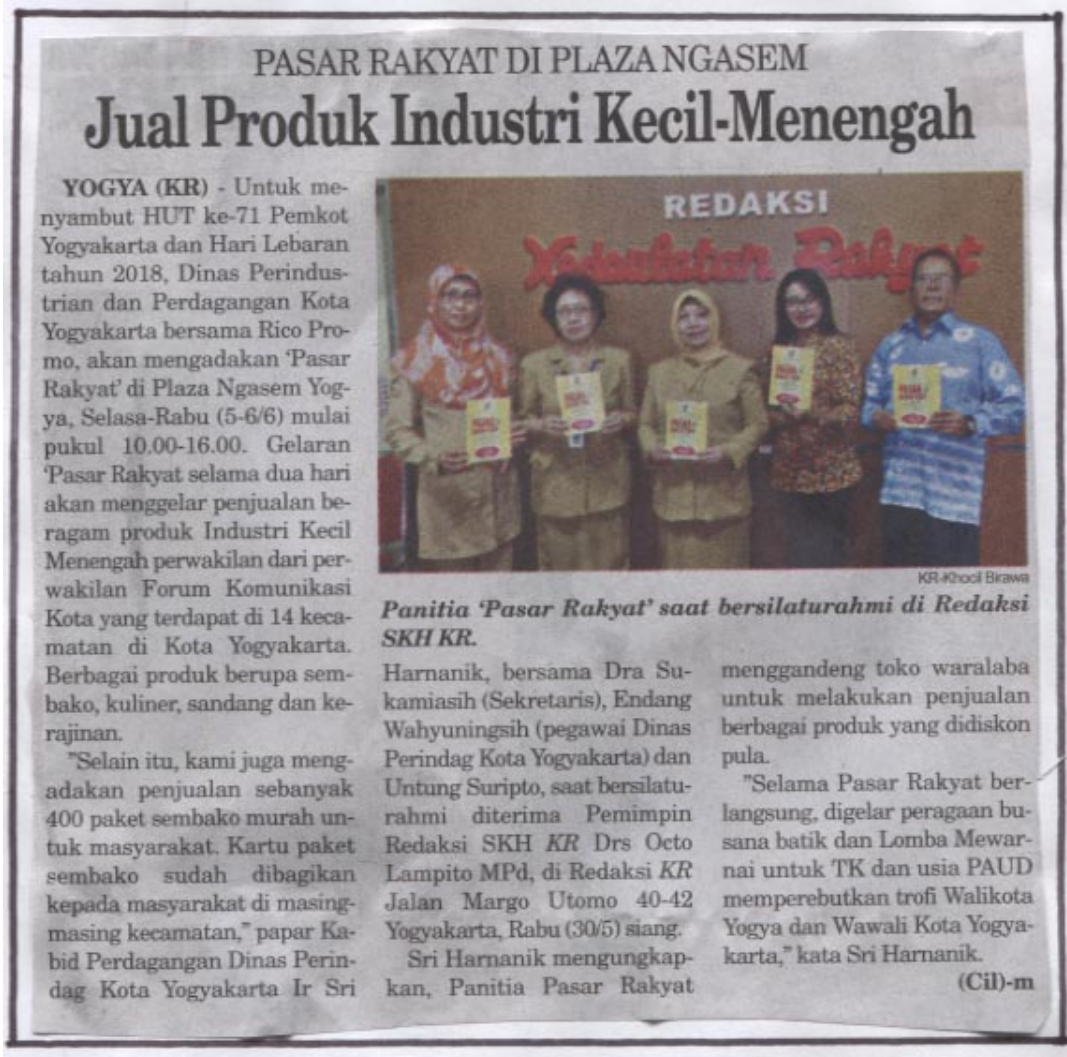 PASAR RAKYAT DI PLAZA NGASEM
Jual Produk Industri Kecil-Menengah
YOGYA (KR) - Untuk me-
nyambut HUT ke-71 Pemkot
Yogyakarta dan Hari Lebaran
tahun 2018, Dinas Perindus-
trian dan Perdagangan Kota
Yogyakarta bersama Rico Pro-
mo, akan mengadakan 'Pasar
Rakyat' di Plaza Ngasem Yog-
ya, Selasa-Rabu (5-6/6) mulai
pukul 10.00-16.00. Gelaran
'Pasar Rakyat selama dua hari
akan menggelar penjualan be-
ragam produk Industri Kecil
Menengah perwakilan dari per-
wakilan Forum Komunikasi
Kota yang terdapat di 14 keca-
matan di Kota Yogyakarta.
Berbagai produk berupa sem-
bako, kuliner, sandang dan ke-
rajinan.
"Selain itu, kami juga meng-
adakan penjualan sebanyak
400 paket sembako murah un-
tuk masyarakat. Kartu paket
sembako sudah dibagikan
kepada masyarakat di masing-
masing kecamatan," papar Ka-
bid Perdagangan Dinas Perin-
dag Kota Yogyakarta Ir Sri
REDAKSI
Kedaulatan Rakyat
KR-Khocil Birawa
Panitia 'Pasar Rakyat' saat bersilaturahmi di Redaksi
SKH KR.
Harnanik, bersama Dra Su-
kamiasih (Sekretaris), Endang
Wahyuningsih (pegawai Dinas
Perindag Kota Yogyakarta) dan
Untung Suripto, saat bersilatu-
rahmi diterima Pemimpin
Redaksi SKH KR Drs Octo
Lampito MPd, di Redaksi KR
Jalan Margo Utomo 40-42
Yogyakarta, Rabu (30/5) siang.
Sri Harnanik mengungkap-
kan, Panitia Pasar Rakyat
menggandeng toko waralaba
untuk melakukan penjualan
berbagai produk yang didiskon
pula.
"Selama Pasar Rakyat ber-
langsung, digelar peragaan bu-
sana batik dan Lomba Mewar-
nai untuk TK dan usia PAUD
memperebutkan trofi Walikota
Yogya dan Wawali Kota Yogya-
karta," kata Sri Harnanik.
(Cil)-m